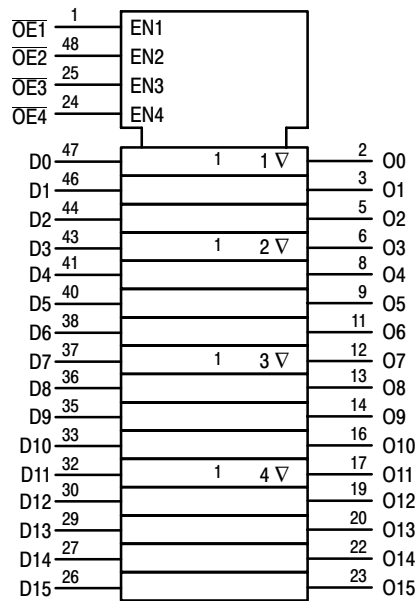 OE1 1 EN1
OE2 48 EN2
OE3 25 EN3
OE4 24 EN4
D0 47 1 1 ∇ 2 O0
D1 46 3 O1
D2 44 5 O2
D3 43 1 2 ∇ 6 O3
D4 41 8 O4
D5 40 9 O5
D6 38 11 O6
D7 37 1 3 ∇ 12 O7
D8 36 13 O8
D9 35 14 O9
D10 33 16 O10
D11 32 1 4 ∇ 17 O11
D12 30 19 O12
D13 29 20 O13
D14 27 22 O14
D15 26 23 O15